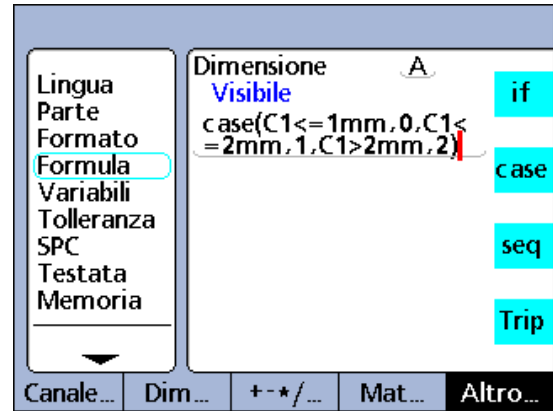 Lingua
Parte
Formato
Formula
Variabili
Tolleranza
SPC
Testata
Memoria
Dimensione A
Visibile
case(C1<=1mm,0,C1<
=2mm,1,C1>2mm,2)
if
case
seq
Trip
Canale... Dim... +-*/... Mat... Altro...